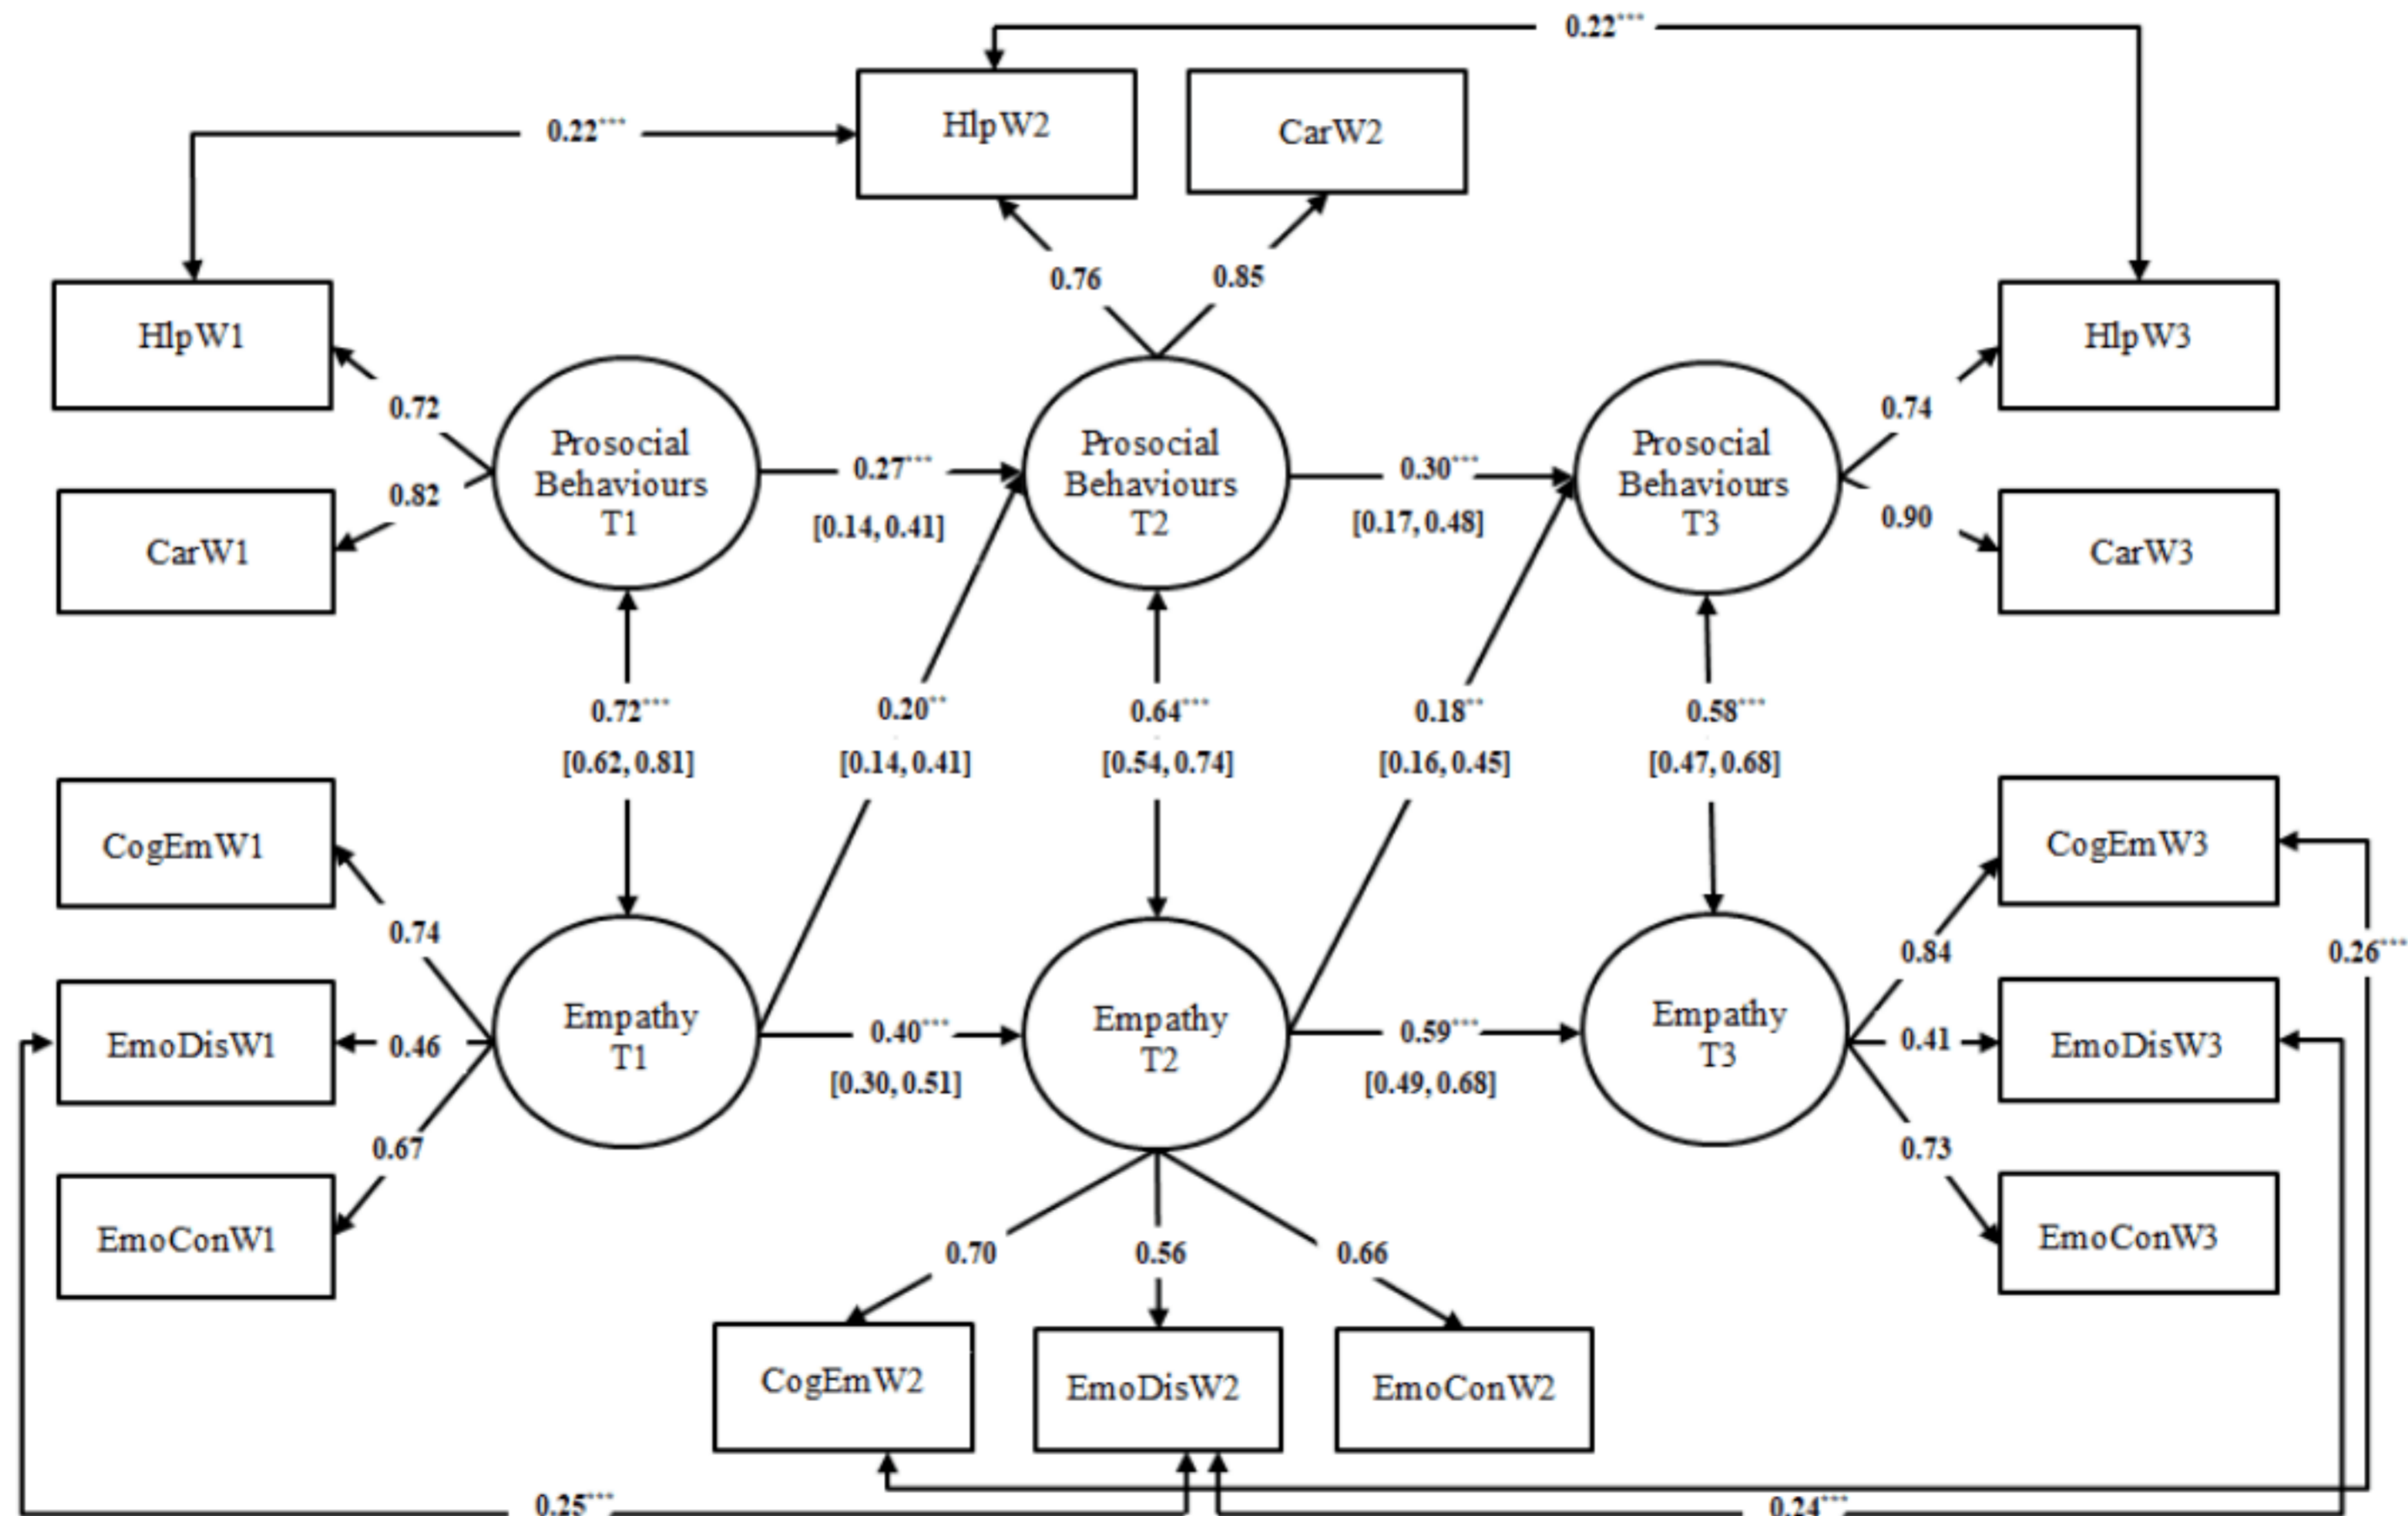 0.22***
0.22***
HlpW2
CarW2
0.76
0.85
HlpW1
HlpW3
0.72
0.74
Prosocial
Behaviours
T1
0.27***
[0.14, 0.41]
Prosocial
Behaviours
T2
0.30***
[0.17, 0.48]
Prosocial
Behaviours
T3
0.82
0.90
CarW1
CarW3
0.72***
[0.62, 0.81]
0.20**
[0.14, 0.41]
0.64***
[0.54, 0.74]
0.18**
[0.16, 0.45]
0.58***
[0.47, 0.68]
CogEmW1
CogEmW3
0.74
0.84
0.26***
EmoDisW1
0.46
Empathy
T1
0.40***
[0.30, 0.51]
Empathy
T2
0.59***
[0.49, 0.68]
Empathy
T3
0.41
EmoDisW3
0.67
0.73
EmoConW1
EmoConW3
0.70
0.56
0.66
CogEmW2
EmoDisW2
EmoConW2
0.25***
0.24***